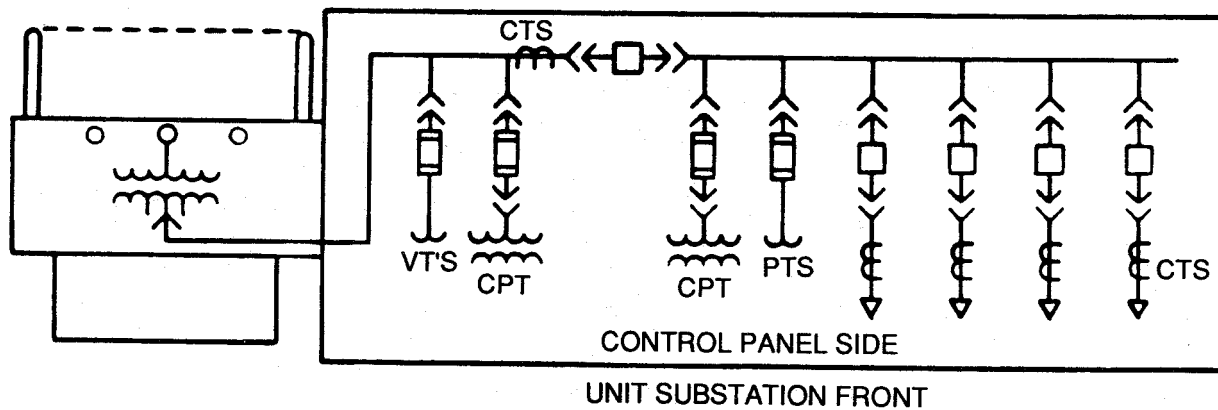 CTS
VT'S
CPT
CPT
PTS
CTS
CONTROL PANEL SIDE
UNIT SUBSTATION FRONT